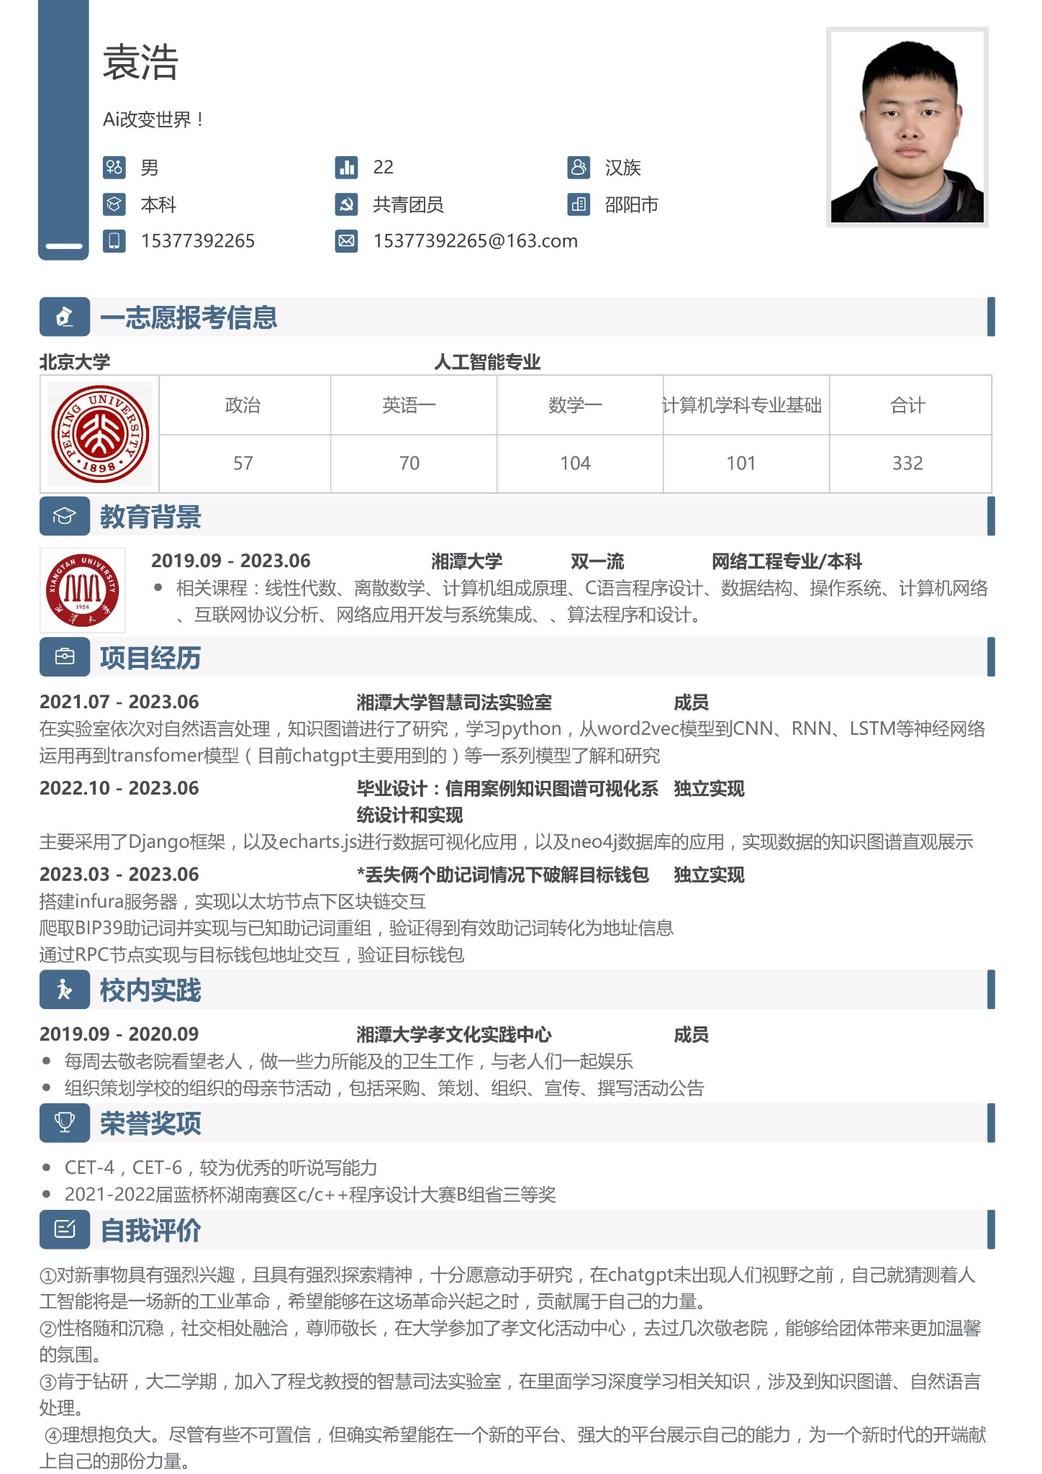 袁浩
Ai改变世界！
男 22 汉族
本科 共青团员 邵阳市
15377392265 15377392265@163.com
一志愿报考信息
北京大学 人工智能专业
PEKING UNIVERSITY
1898
政治 英语一 数学一 计算机学科专业基础 合计
57 70 104 101 332
教育背景
XIANGTAN UNIVERSITY
1958
湘潭大学
2019.09 - 2023.06 湘潭大学 双一流 网络工程专业/本科
相关课程：线性代数、离散数学、计算机组成原理、C语言程序设计、数据结构、操作系统、计算机网络
、互联网协议分析、网络应用开发与系统集成、、算法程序和设计。
项目经历
2021.07 - 2023.06 湘潭大学智慧司法实验室 成员
在实验室依次对自然语言处理，知识图谱进行了研究，学习python，从word2vec模型到CNN、RNN、LSTM等神经网络
运用再到transfomer模型（目前chatgpt主要用到的）等一系列模型了解和研究
2022.10 - 2023.06 毕业设计：信用案例知识图谱可视化系 独立实现
统设计和实现
主要采用了Django框架，以及echarts.js进行数据可视化应用，以及neo4j数据库的应用，实现数据的知识图谱直观展示
2023.03 - 2023.06 *丢失俩个助记词情况下破解目标钱包 独立实现
搭建infura服务器，实现以太坊节点下区块链交互
爬取BIP39助记词并实现与已知助记词重组，验证得到有效助记词转化为地址信息
通过RPC节点实现与目标钱包地址交互，验证目标钱包
校内实践
2019.09 - 2020.09 湘潭大学孝文化实践中心 成员
每周去敬老院看望老人，做一些力所能及的卫生工作，与老人们一起娱乐
组织策划学校的组织的母亲节活动，包括采购、策划、组织、宣传、撰写活动公告
荣誉奖项
CET-4，CET-6，较为优秀的听说写能力
2021-2022届蓝桥杯湖南赛区c/c++程序设计大赛B组省三等奖
自我评价
①对新事物具有强烈兴趣，且具有强烈探索精神，十分愿意动手研究，在chatgpt未出现人们视野之前，自己就猜测着人
工智能将是一场新的工业革命，希望能够在这场革命兴起之时，贡献属于自己的力量。
②性格随和沉稳，社交相处融洽，尊师敬长，在大学参加了孝文化活动中心，去过几次敬老院，能够给团体带来更加温馨
的氛围。
③肯于钻研，大二学期，加入了程戈教授的智慧司法实验室，在里面学习深度学习相关知识，涉及到知识图谱、自然语言
处理。
④理想抱负大。尽管有些不可置信，但确实希望能在一个新的平台、强大的平台展示自己的能力，为一个新时代的开端献
上自己的那份力量。